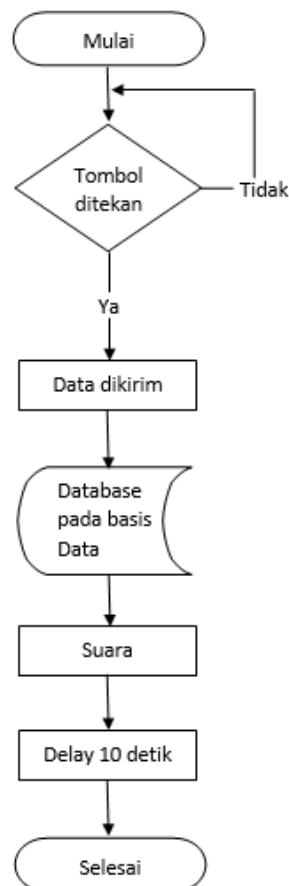 Mulai
Tombol
ditekan
Tidak
Ya
Data dikirim
Database
pada basis
Data
Suara
Delay 10 detik
Selesai